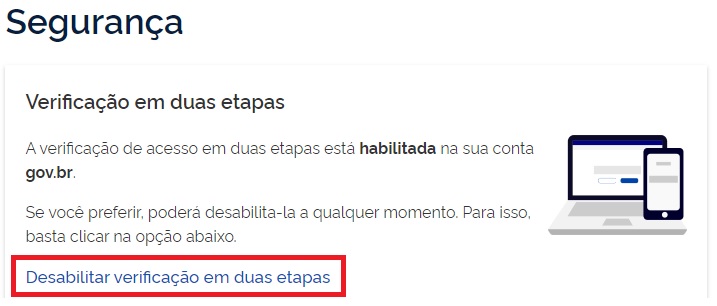 Segurança
Verificação em duas etapas
A verificação de acesso em duas etapas está habilitada na sua conta
gov.br.
Se você preferir, poderá desabilita-la a qualquer momento. Para isso,
basta clicar na opção abaixo.
Desabilitar verificação em duas etapas